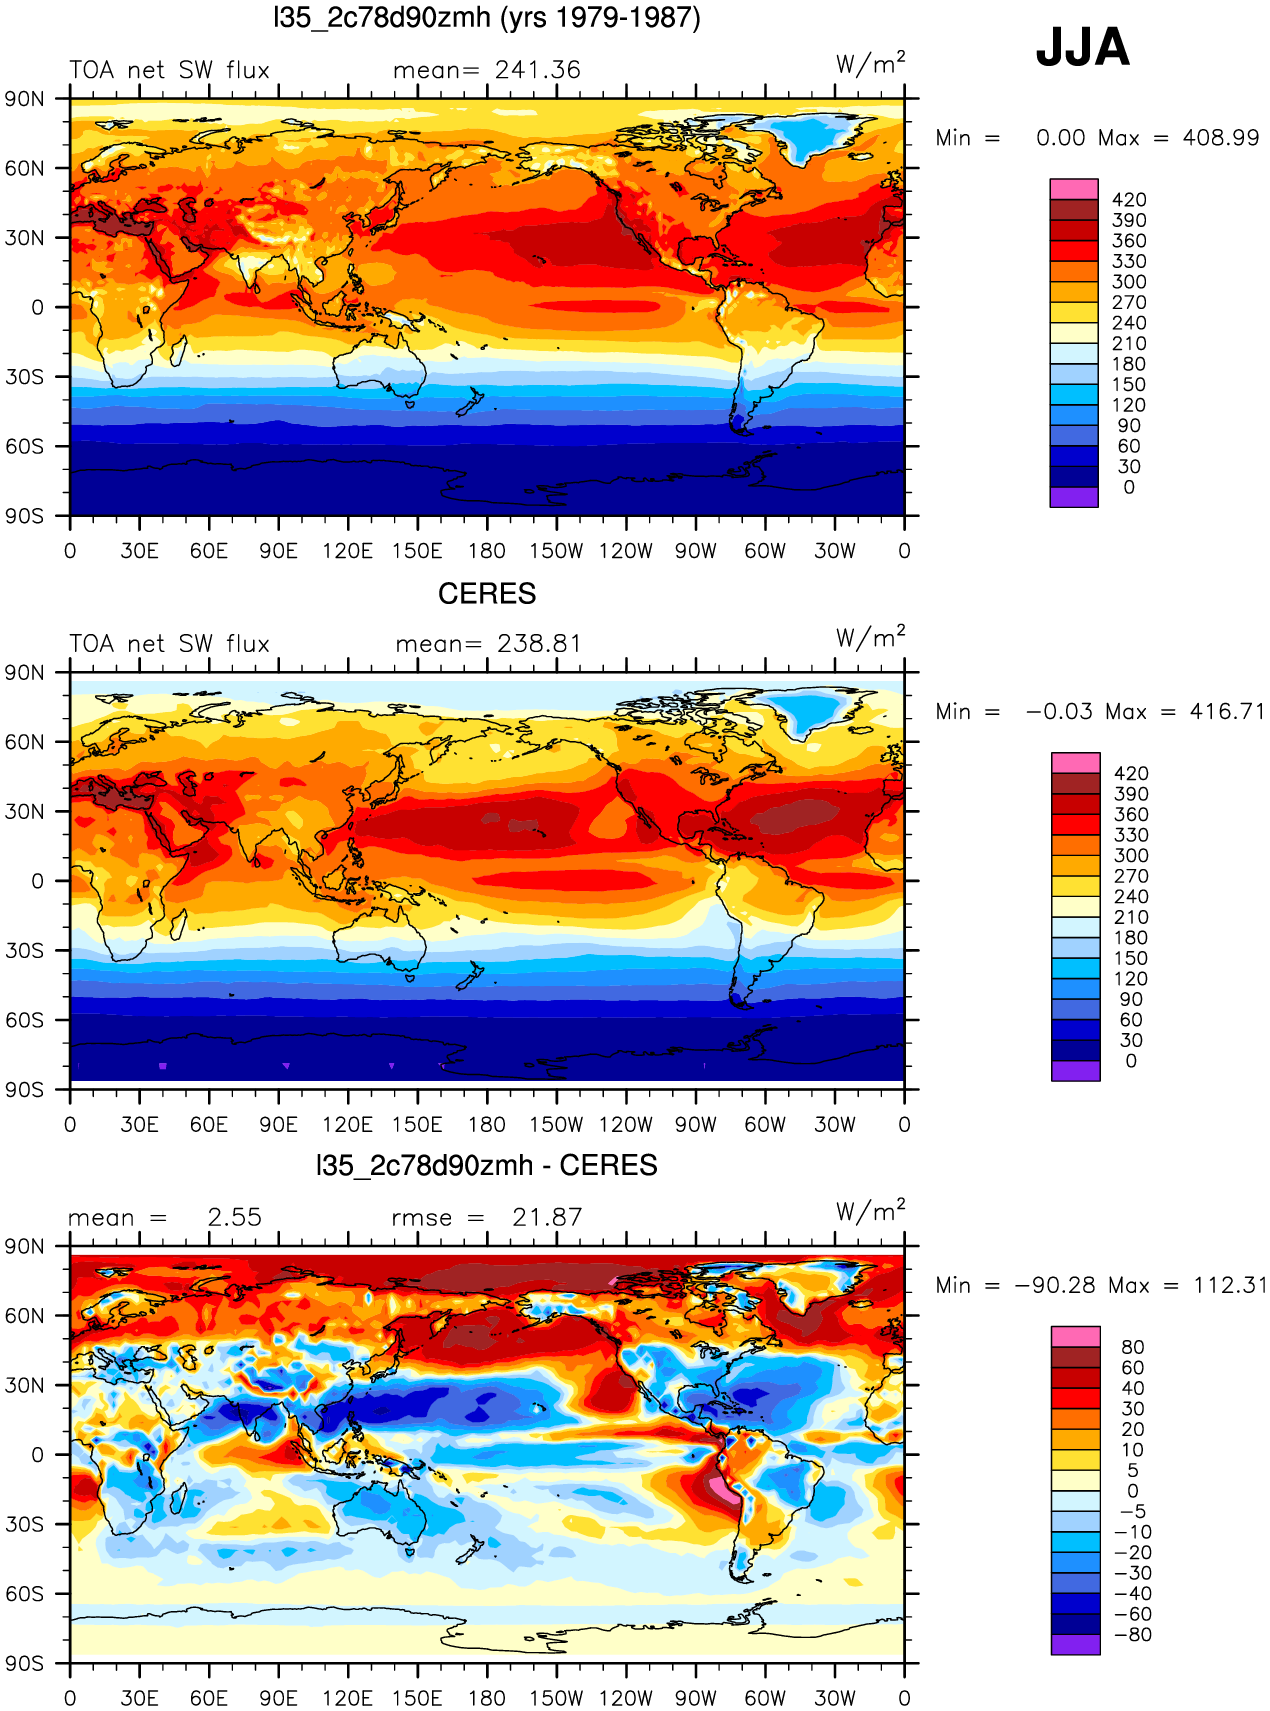 l35_2c78d90zmh (yrs 1979-1987)
JJA
TOA net SW flux mean= 241.36 W/m²
Min = 0.00 Max = 408.99
90N
60N
30N
0
30S
60S
90S
0 30E 60E 90E 120E 150E 180 150W 120W 90W 60W 30W 0
420
390
360
330
300
270
240
210
180
150
120
90
60
30
0
CERES
TOA net SW flux mean= 238.81 W/m²
Min = -0.03 Max = 416.71
90N
60N
30N
0
30S
60S
90S
0 30E 60E 90E 120E 150E 180 150W 120W 90W 60W 30W 0
420
390
360
330
300
270
240
210
180
150
120
90
60
30
0
l35_2c78d90zmh - CERES
mean = 2.55 rmse = 21.87 W/m²
Min = -90.28 Max = 112.31
90N
60N
30N
0
30S
60S
90S
0 30E 60E 90E 120E 150E 180 150W 120W 90W 60W 30W 0
80
60
40
30
20
10
5
0
-5
-10
-20
-30
-40
-60
-80